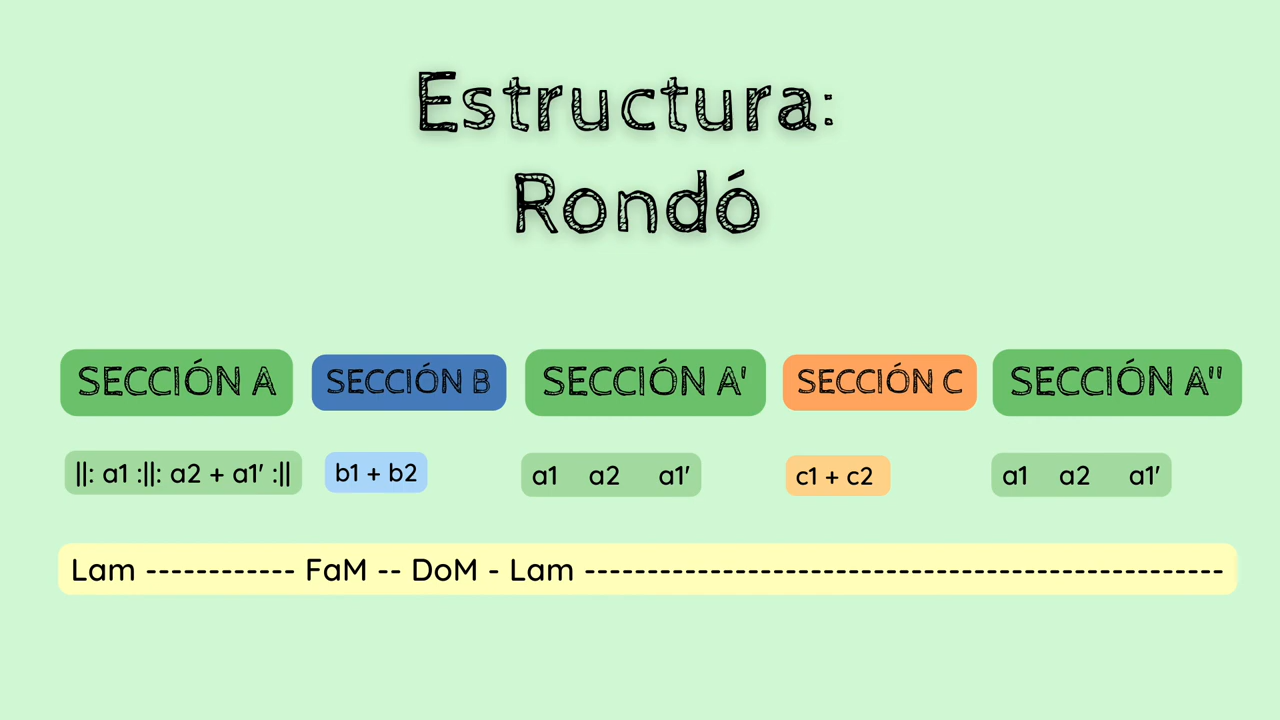 Estructura:
Rondó
SECCIÓN A SECCIÓN B SECCIÓN A' SECCIÓN C SECCIÓN A''
||: a1 :||: a2 + a1' :|| b1 + b2 a1 a2 a1' c1 + c2 a1 a2 a1'
Lam ------------ FaM -- DoM - Lam ---------------------------------------------------